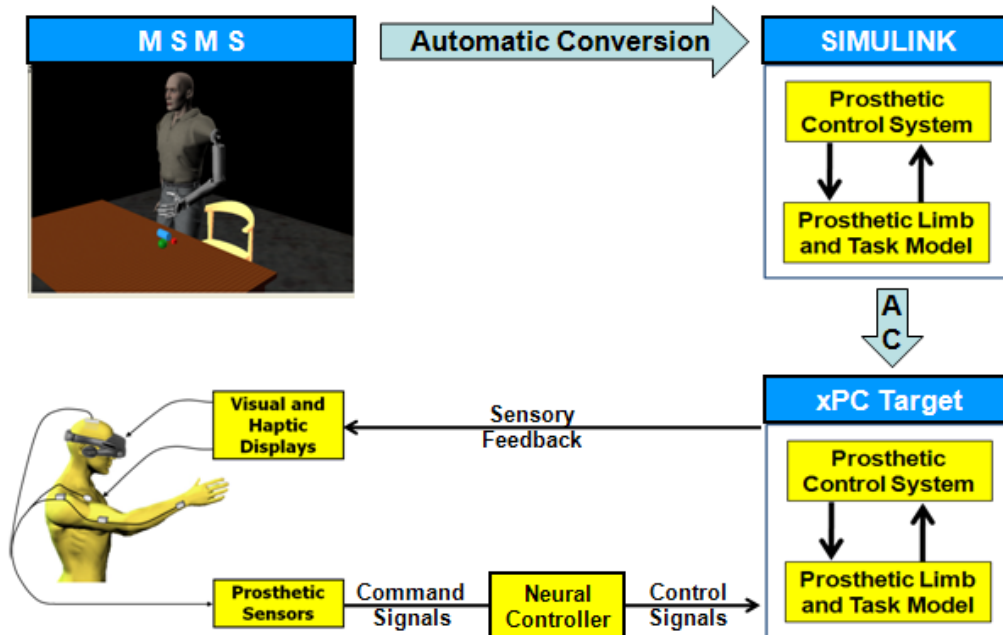 M S M S
Automatic Conversion
SIMULINK
Prosthetic
Control System
Prosthetic Limb
and Task Model
A
C
xPC Target
Prosthetic
Control System
Prosthetic Limb
and Task Model
Visual and
Haptic
Displays
Sensory
Feedback
Prosthetic
Sensors
Command
Signals
Neural
Controller
Control
Signals